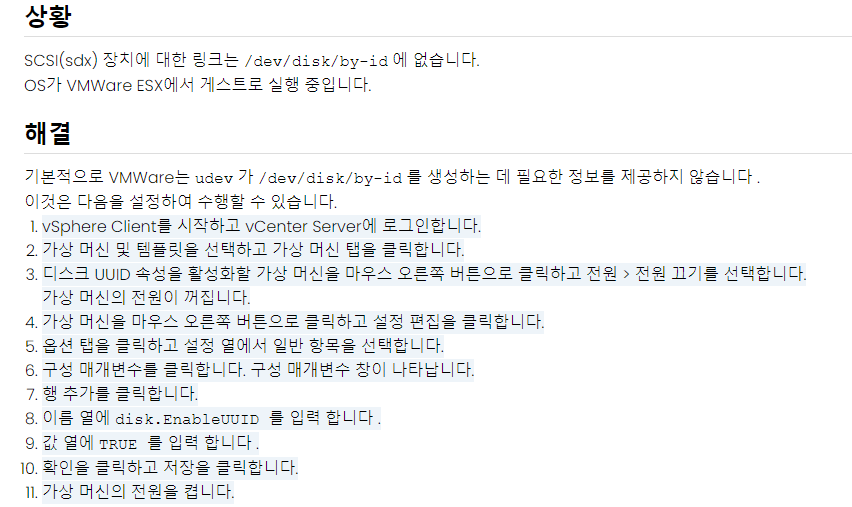 상황
SCSI(sdx) 장치에 대한 링크는 /dev/disk/by-id 에 없습니다.
OS가 VMWare ESX에서 게스트로 실행 중입니다.
해결
기본적으로 VMWare는 udev 가 /dev/disk/by-id 를 생성하는 데 필요한 정보를 제공하지 않습니다 .
이것은 다음을 설정하여 수행할 수 있습니다.
1. vSphere Client를 시작하고 vCenter Server에 로그인합니다.
2. 가상 머신 및 템플릿을 선택하고 가상 머신 탭을 클릭합니다.
3. 디스크 UUID 속성을 활성화할 가상 머신을 마우스 오른쪽 버튼으로 클릭하고 전원 > 전원 끄기를 선택합니다.
가상 머신의 전원이 꺼집니다.
4. 가상 머신을 마우스 오른쪽 버튼으로 클릭하고 설정 편집을 클릭합니다.
5. 옵션 탭을 클릭하고 설정 열에서 일반 항목을 선택합니다.
6. 구성 매개변수를 클릭합니다. 구성 매개변수 창이 나타납니다.
7. 행 추가를 클릭합니다.
8. 이름 열에 disk.EnableUUID 를 입력 합니다 .
9. 값 열에 TRUE 를 입력 합니다 .
10. 확인을 클릭하고 저장을 클릭합니다.
11. 가상 머신의 전원을 켭니다.